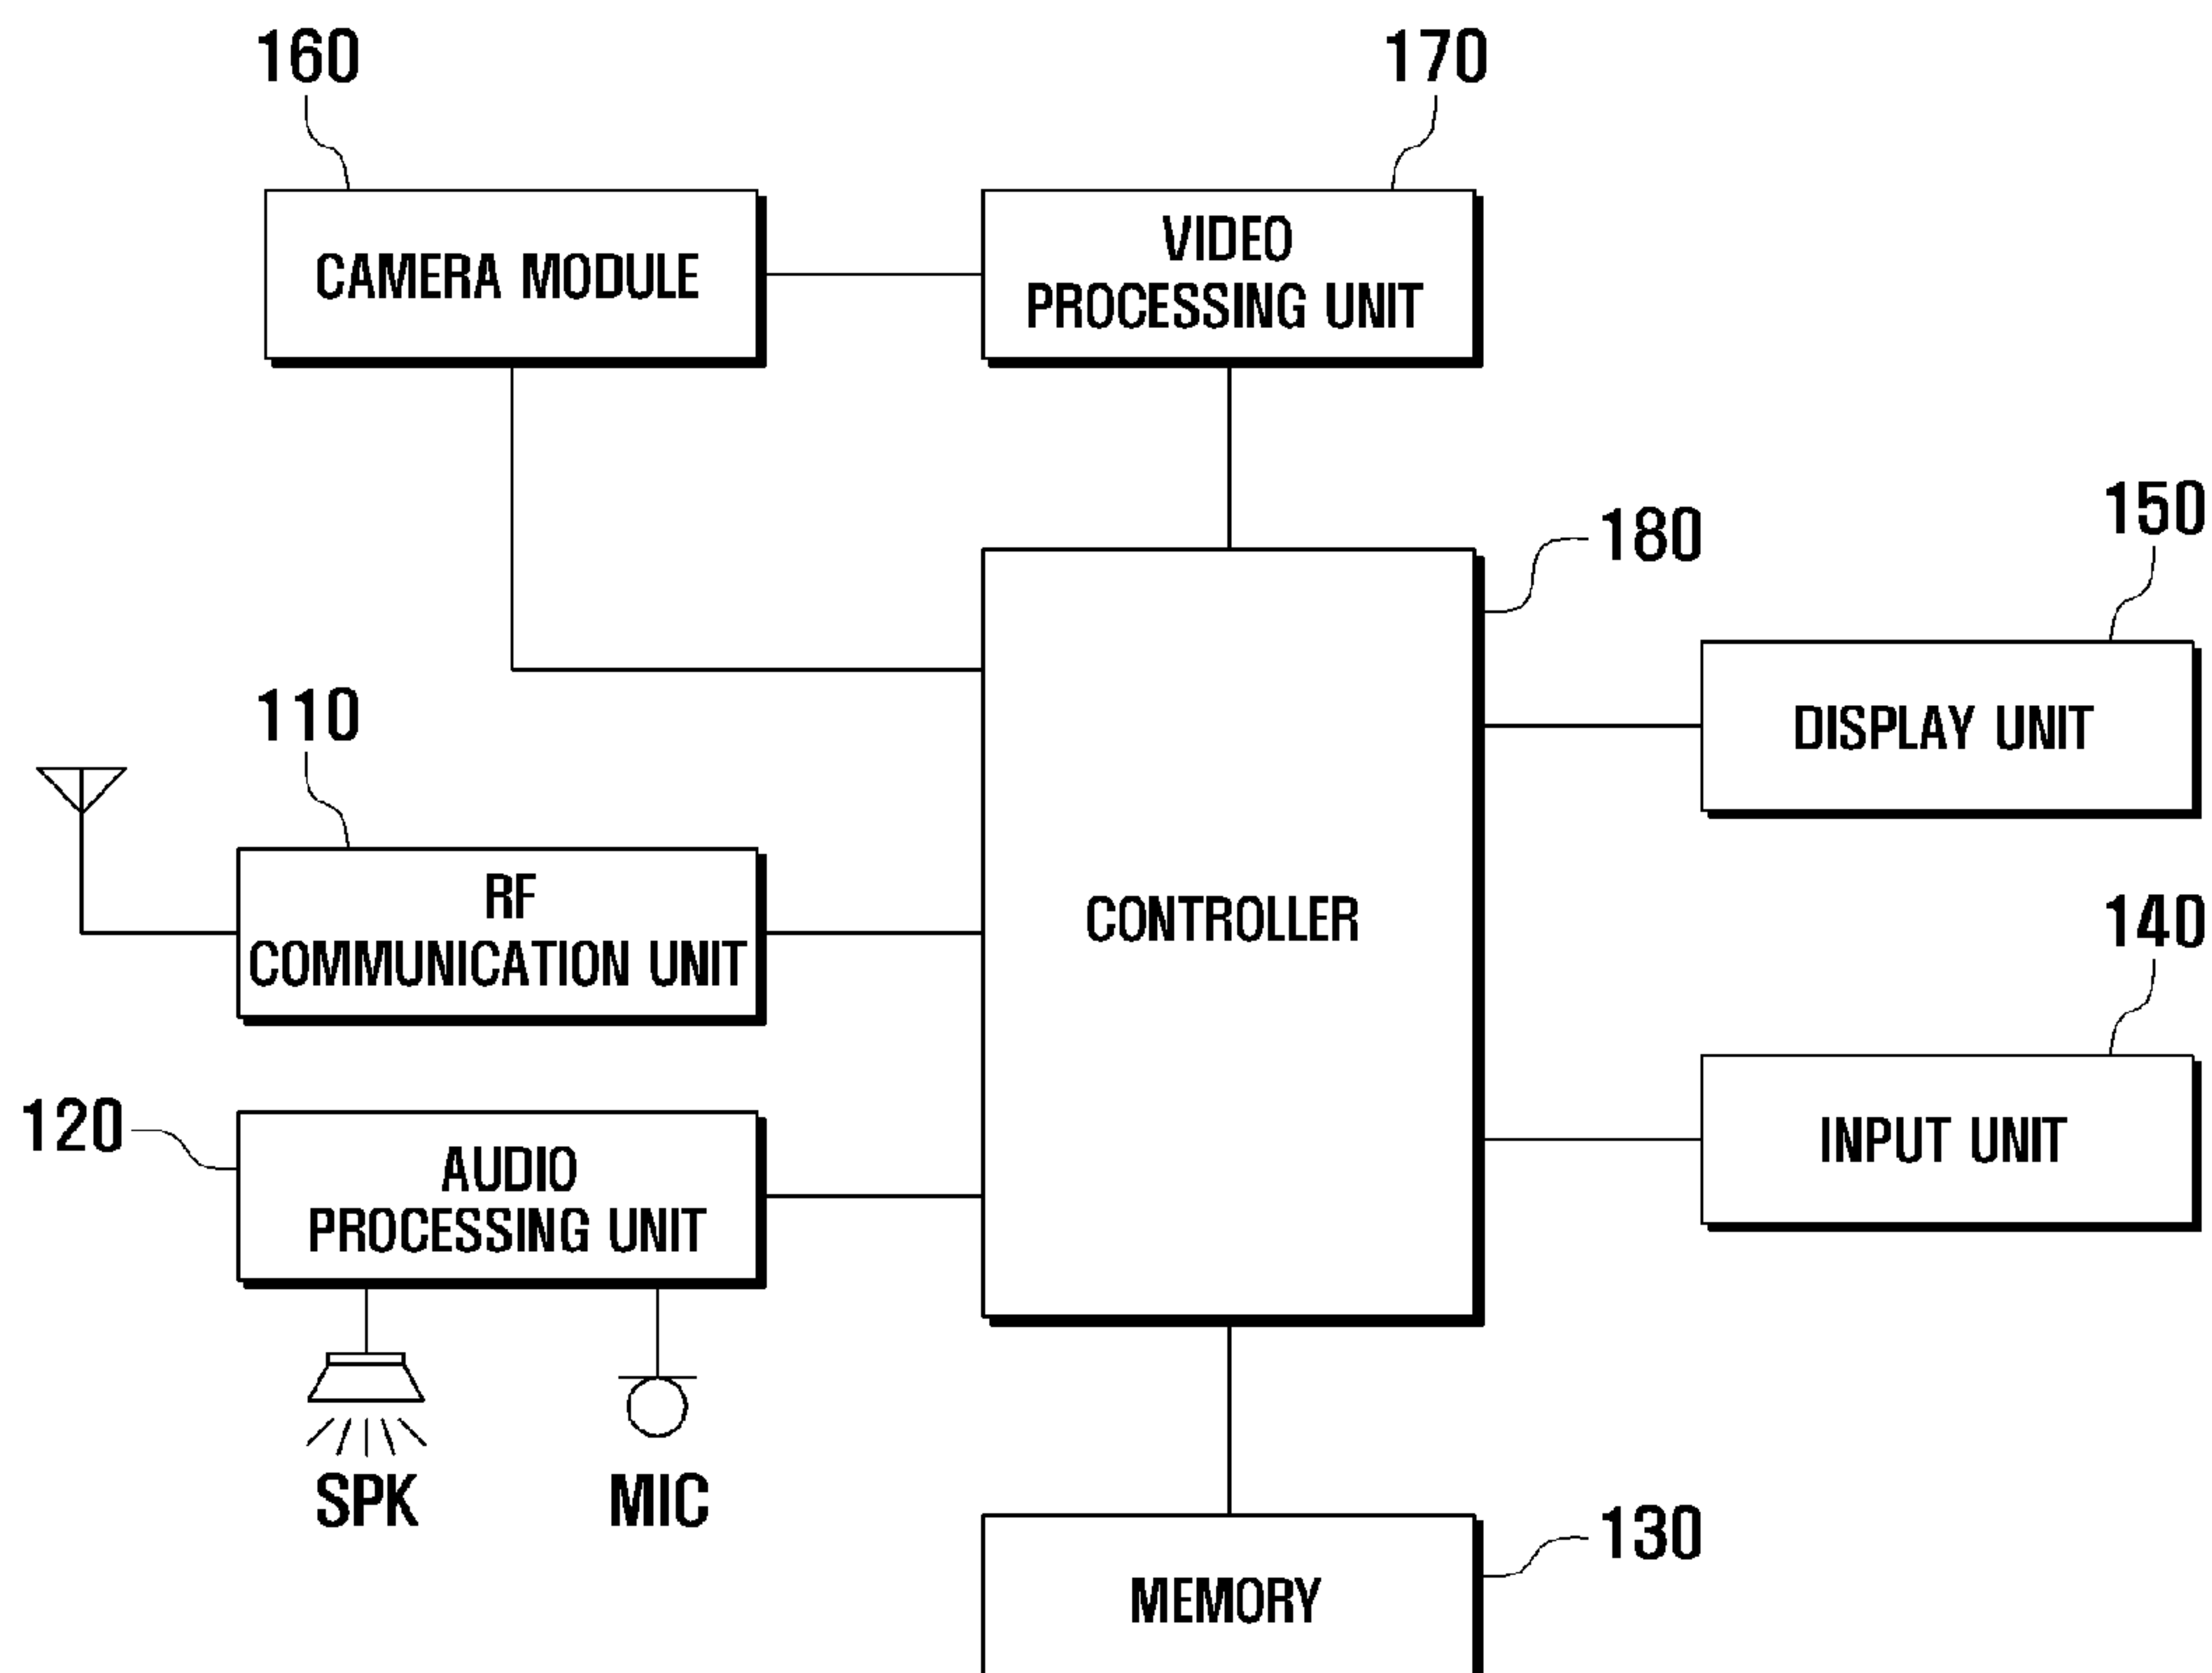 160
170
CAMERA MODULE
VIDEO
PROCESSING UNIT
180
150
DISPLAY UNIT
110
RF
COMMUNICATION UNIT
CONTROLLER
140
INPUT UNIT
120
AUDIO
PROCESSING UNIT
SPK
MIC
130
MEMORY